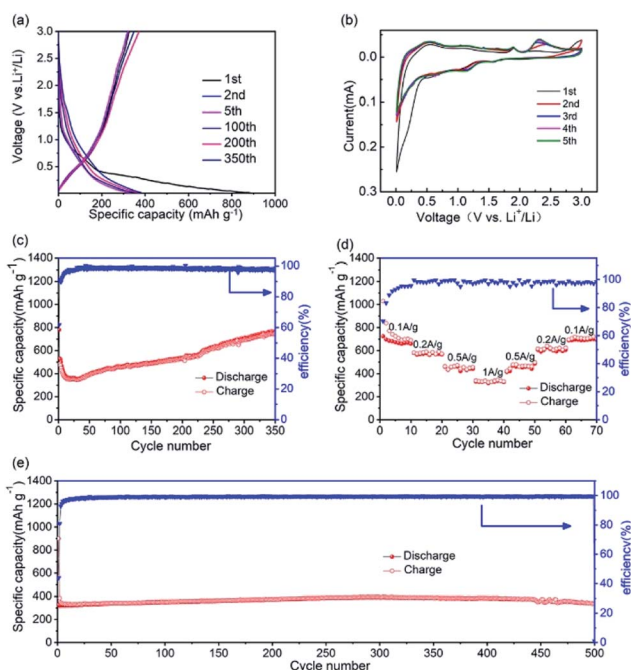 (a)
Voltage (V vs.Li⁺/Li)
3.0
2.5
2.0
1.5
1.0
0.5
1st
2nd
5th
100th
200th
350th
0 200 400 600 800 1000
Specific capacity (mAh g⁻¹)
(b)
Current(mA)
-0.0
0.0
0.1
0.2
0.3
1st
2nd
3rd
4th
5th
0.0 0.5 1.0 1.5 2.0 2.5 3.0
Voltage（V vs. Li⁺/Li）
(c)
Specific capacity(mAh g⁻¹)
1400
1200
1000
800
600
400
200
0
100
80
60
40
20
0
efficiency(%)
Discharge
Charge
0 50 100 150 200 250 300 350
Cycle number
(d)
Specific capacity(mAh g⁻¹)
1400
1200
1000
800
600
400
200
0
0.1A/g
0.2A/g
0.5A/g
1A/g
0.5A/g
0.2A/g
0.1A/g
100
80
60
40
20
0
efficiency(%)
Discharge
Charge
0 10 20 30 40 50 60 70
Cycle number
(e)
Specific capacity(mAh g⁻¹)
1400
1200
1000
800
600
400
200
0
100
80
60
40
20
0
efficiency(%)
Discharge
Charge
0 50 100 150 200 250 300 350 400 450 500
Cycle number